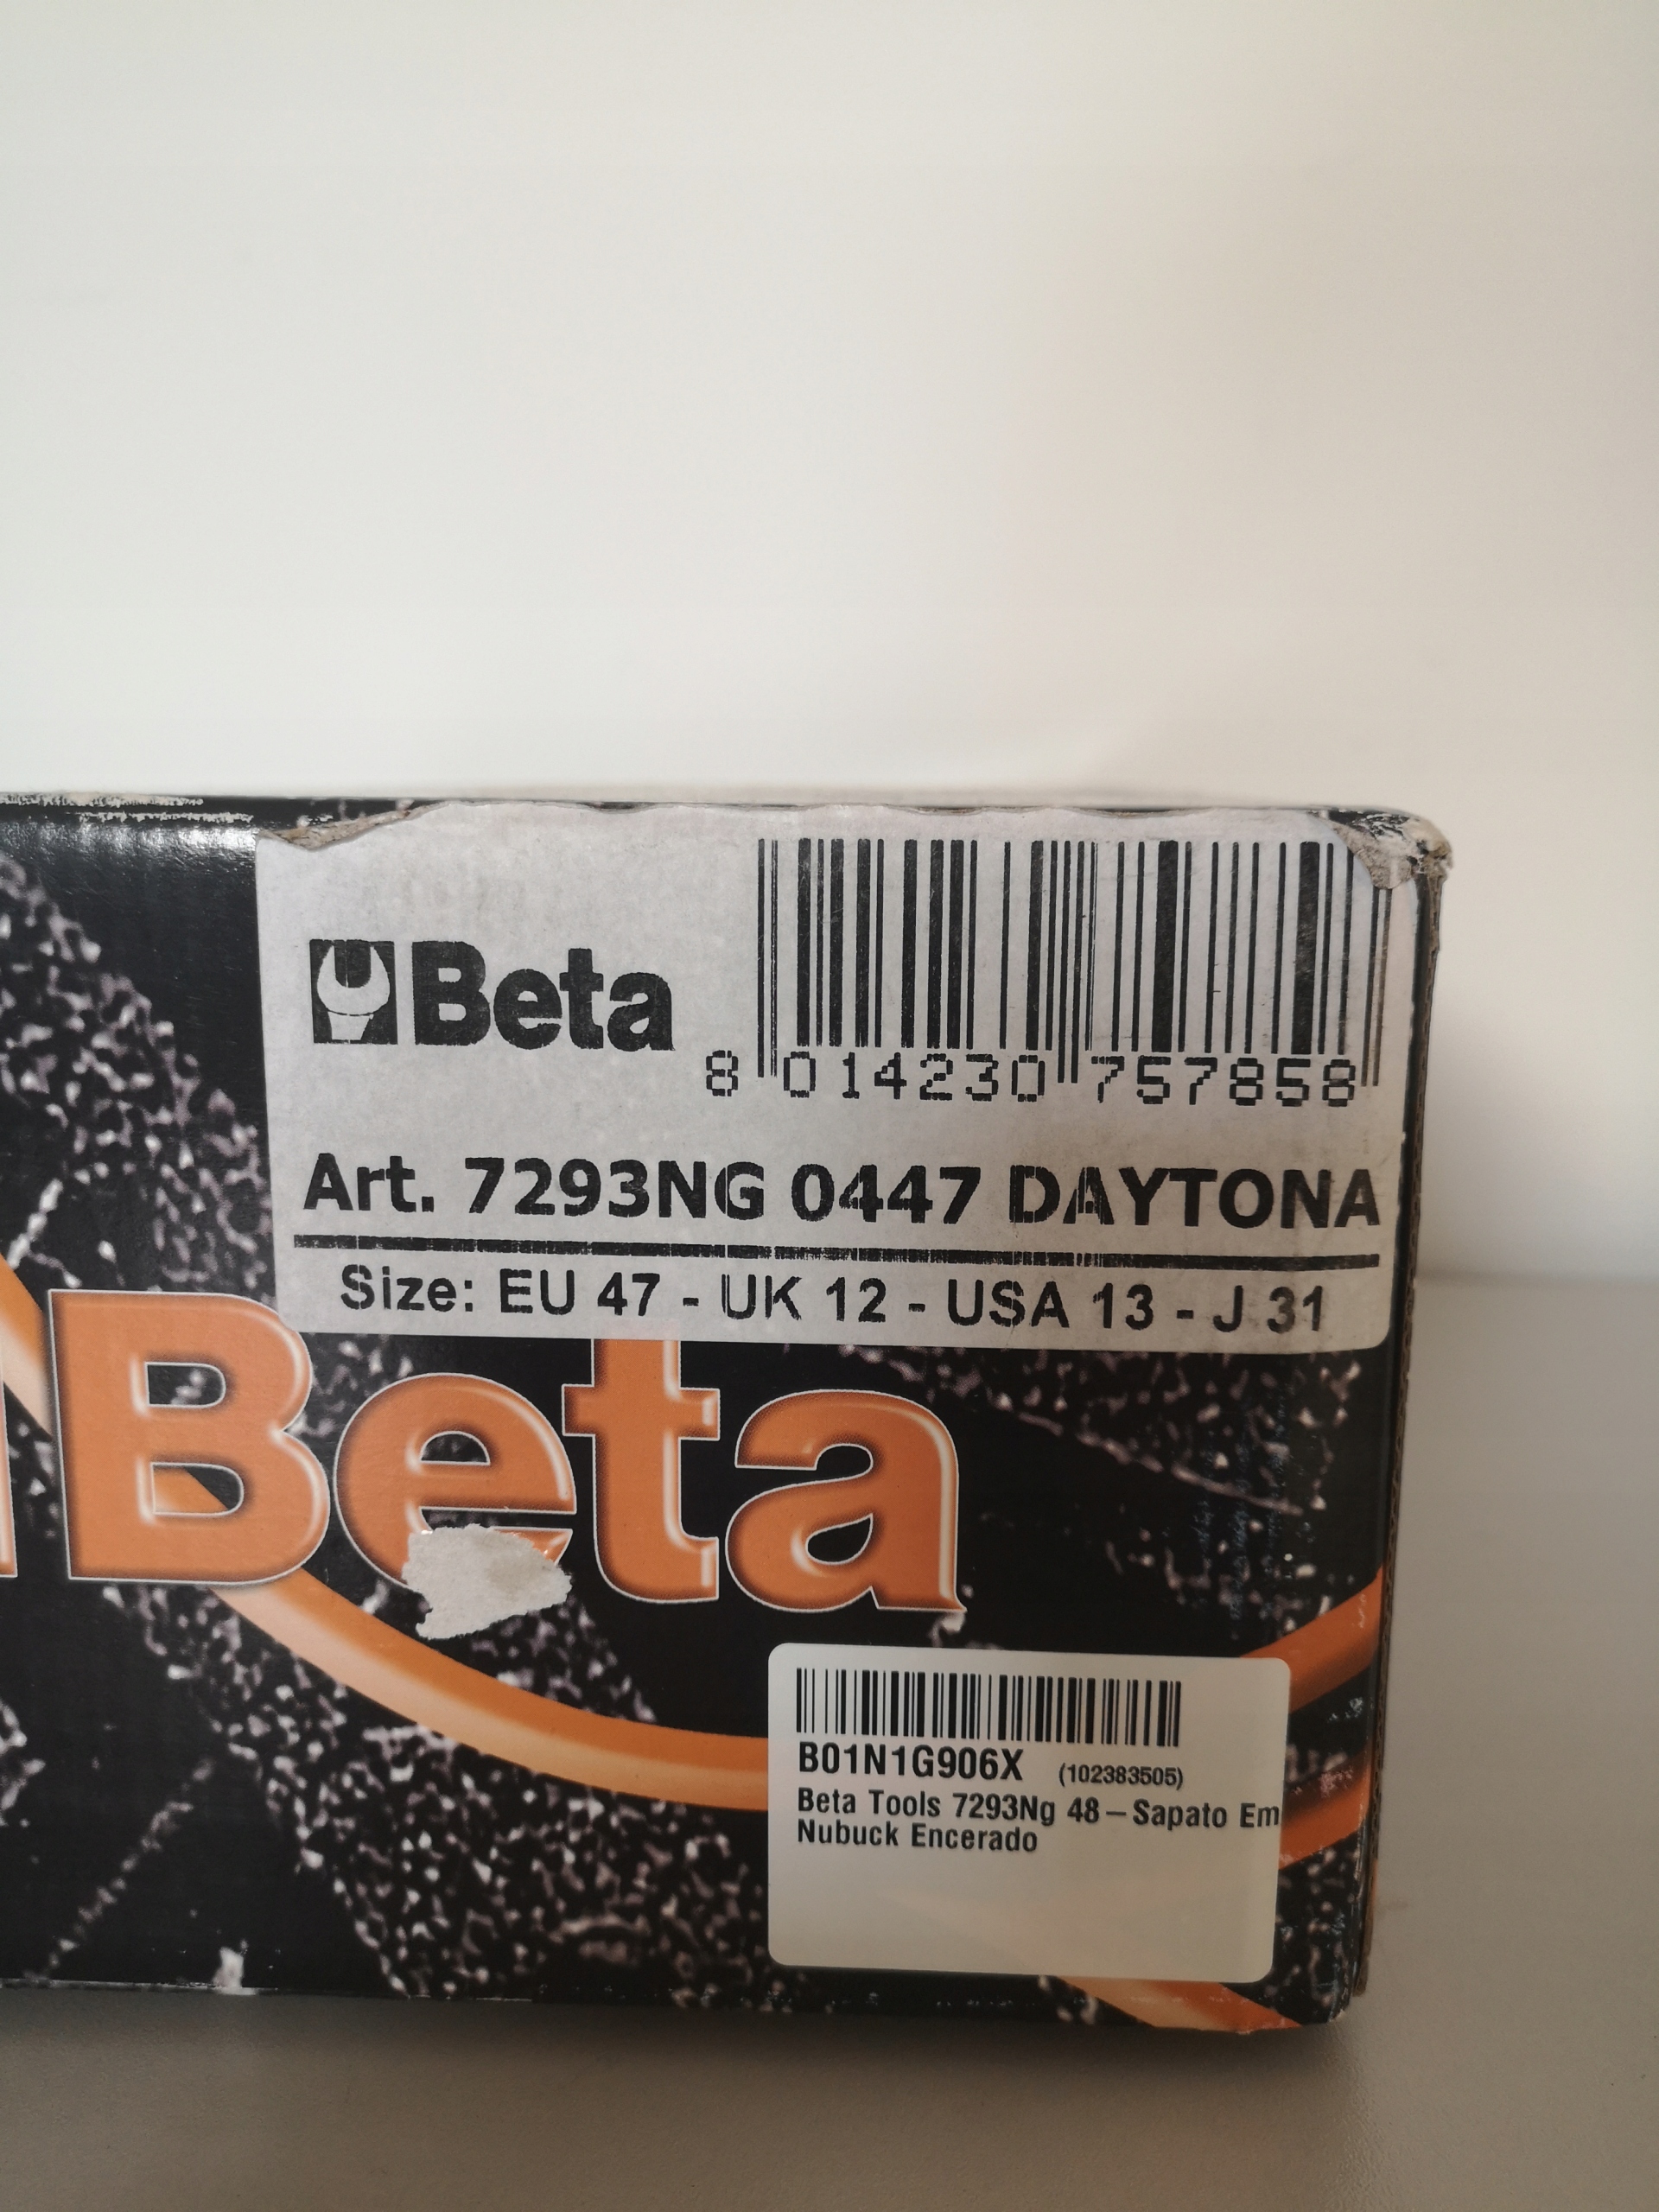 Beta
8 014230 757858
Art. 7293NG 0447 DAYTONA
Size: EU 47 - UK 12 - USA 13 - J 31
Beta
B01N1G906X (102383505)
Beta Tools 7293Ng 48–Sapato Em
Nubuck Encerado